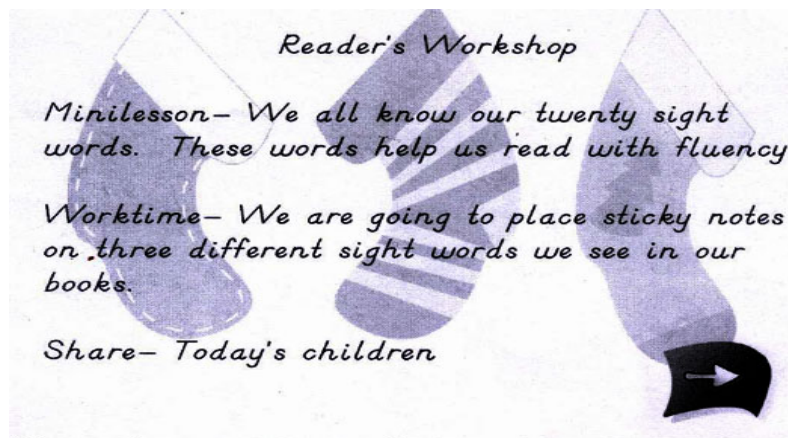 Reader's Workshop
Minilesson- We all know our twenty sight
words. These words help us read with fluency
Worktime- We are going to place sticky notes
on three different sight words we see in our
books.
Share- Today's children